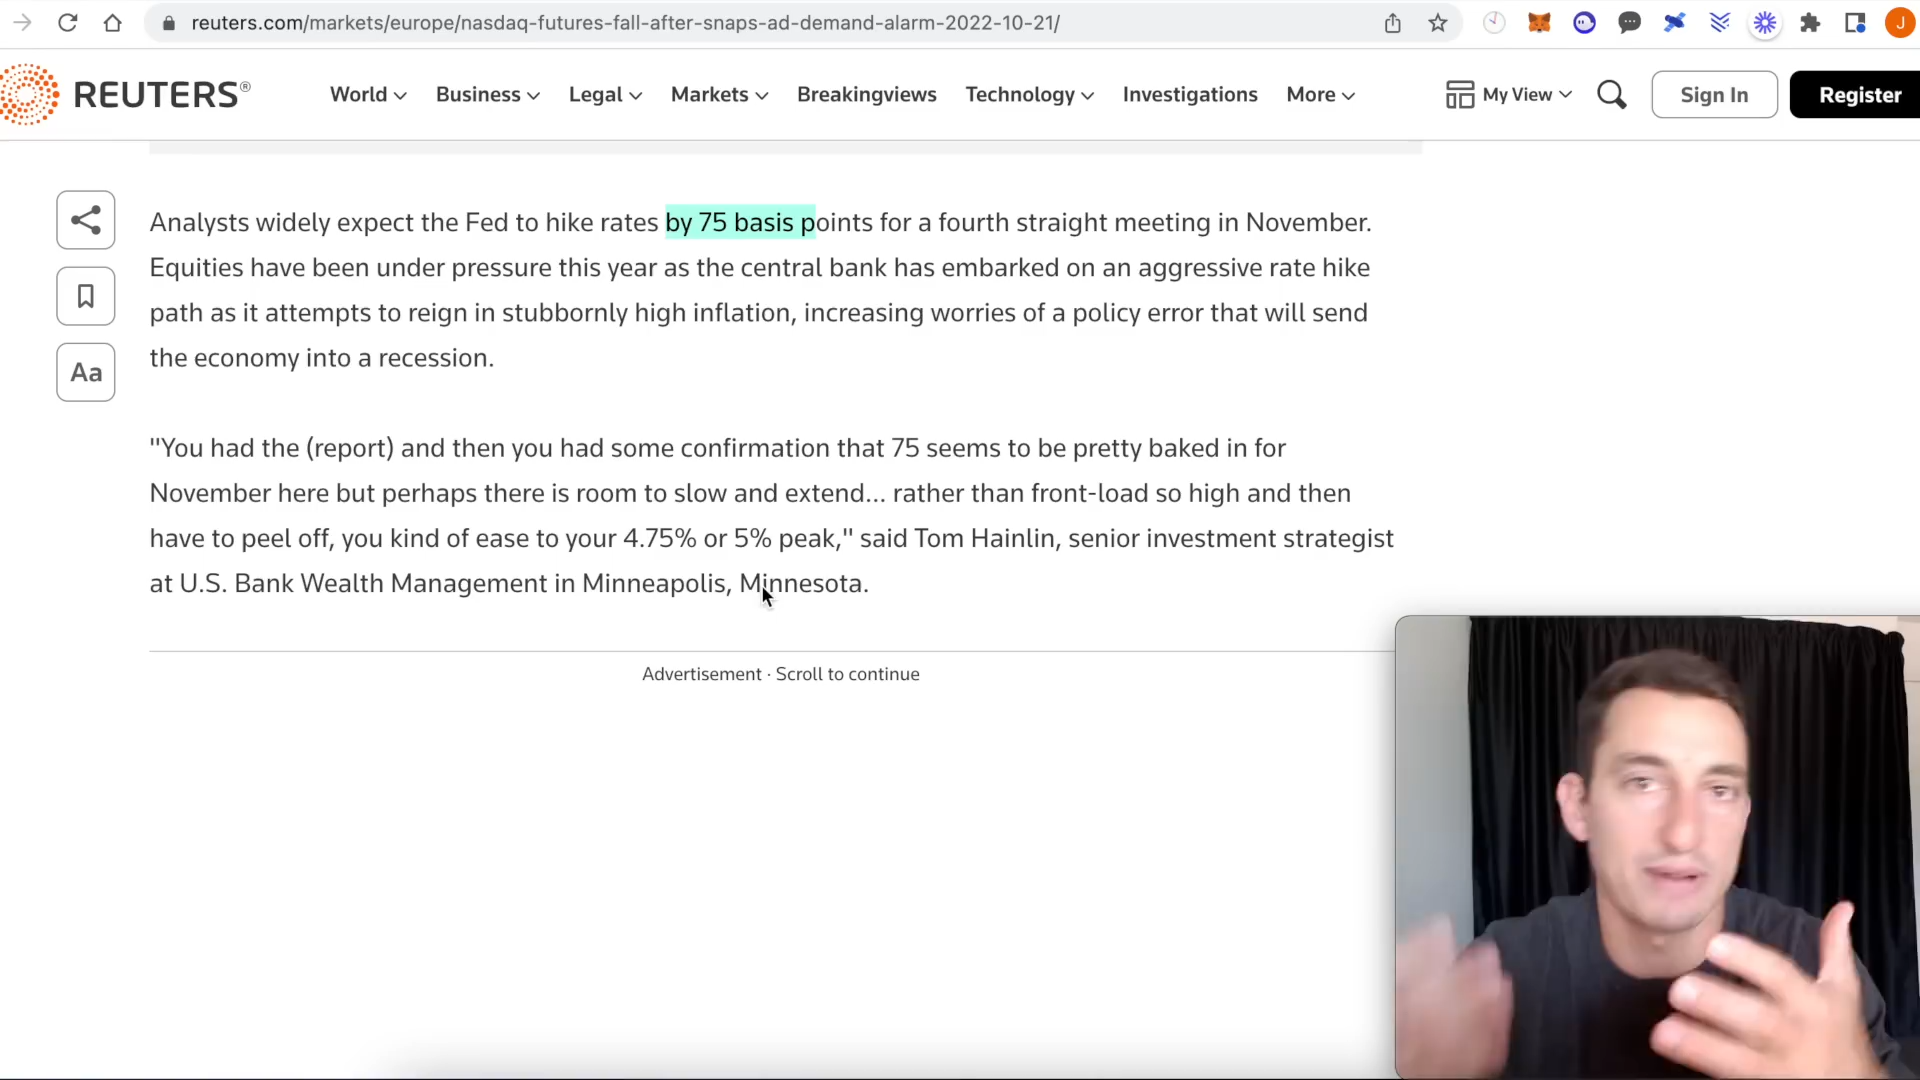 reuters.com/markets/europe/nasdaq-futures-fall-after-snaps-ad-demand-alarm-2022-10-21/
J
REUTERS®
World
Business
Legal
Markets
Breakingviews
Technology
Investigations
More
My View
Sign In
Register
Analysts widely expect the Fed to hike rates by 75 basis points for a fourth straight meeting in November.
Equities have been under pressure this year as the central bank has embarked on an aggressive rate hike
path as it attempts to reign in stubbornly high inflation, increasing worries of a policy error that will send
the economy into a recession.
Aa
"You had the (report) and then you had some confirmation that 75 seems to be pretty baked in for
November here but perhaps there is room to slow and extend... rather than front-load so high and then
have to peel off, you kind of ease to your 4.75% or 5% peak," said Tom Hainlin, senior investment strategist
at U.S. Bank Wealth Management in Minneapolis, Minnesota.
Advertisement · Scroll to continue